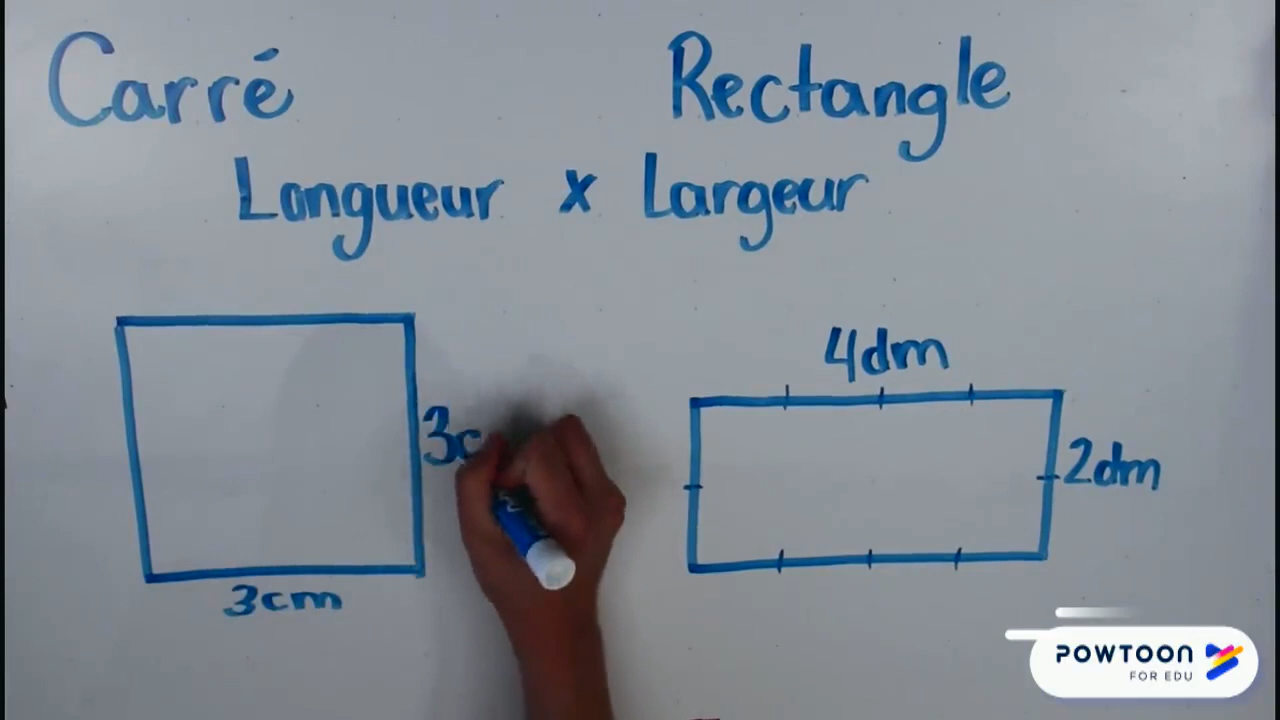 Carré
Rectangle
Longueur x Largeur
4dm
2dm
3cm
POWTOON
FOR EDU